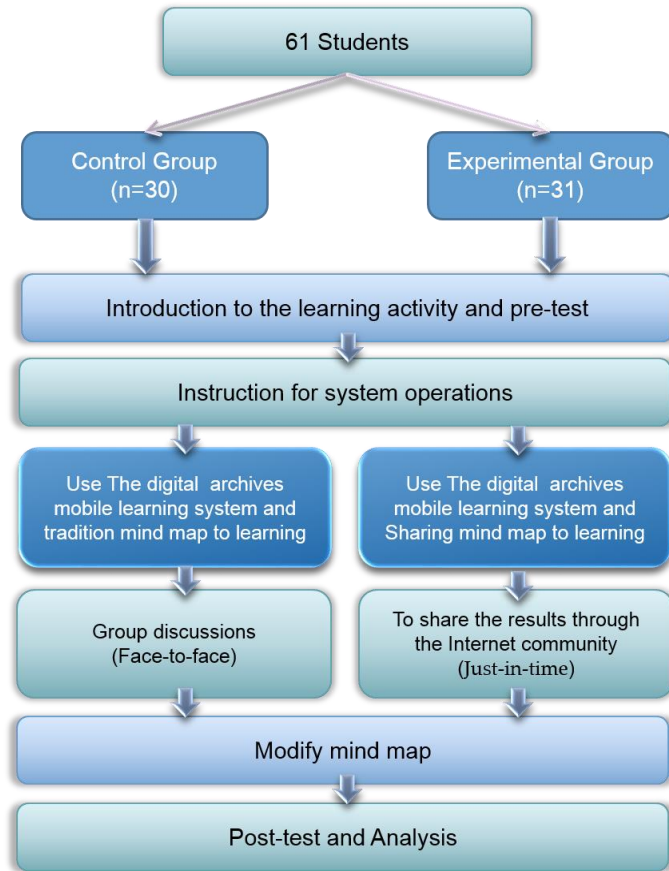 61 Students
Control Group
(n=30)
Experimental Group
(n=31)
Introduction to the learning activity and pre-test
Instruction for system operations
Use The digital archives
mobile learning system and
tradition mind map to learning
Use The digital archives
mobile learning system and
Sharing mind map to learning
Group discussions
(Face-to-face)
To share the results through
the Internet community
(Just-in-time)
Modify mind map
Post-test and Analysis